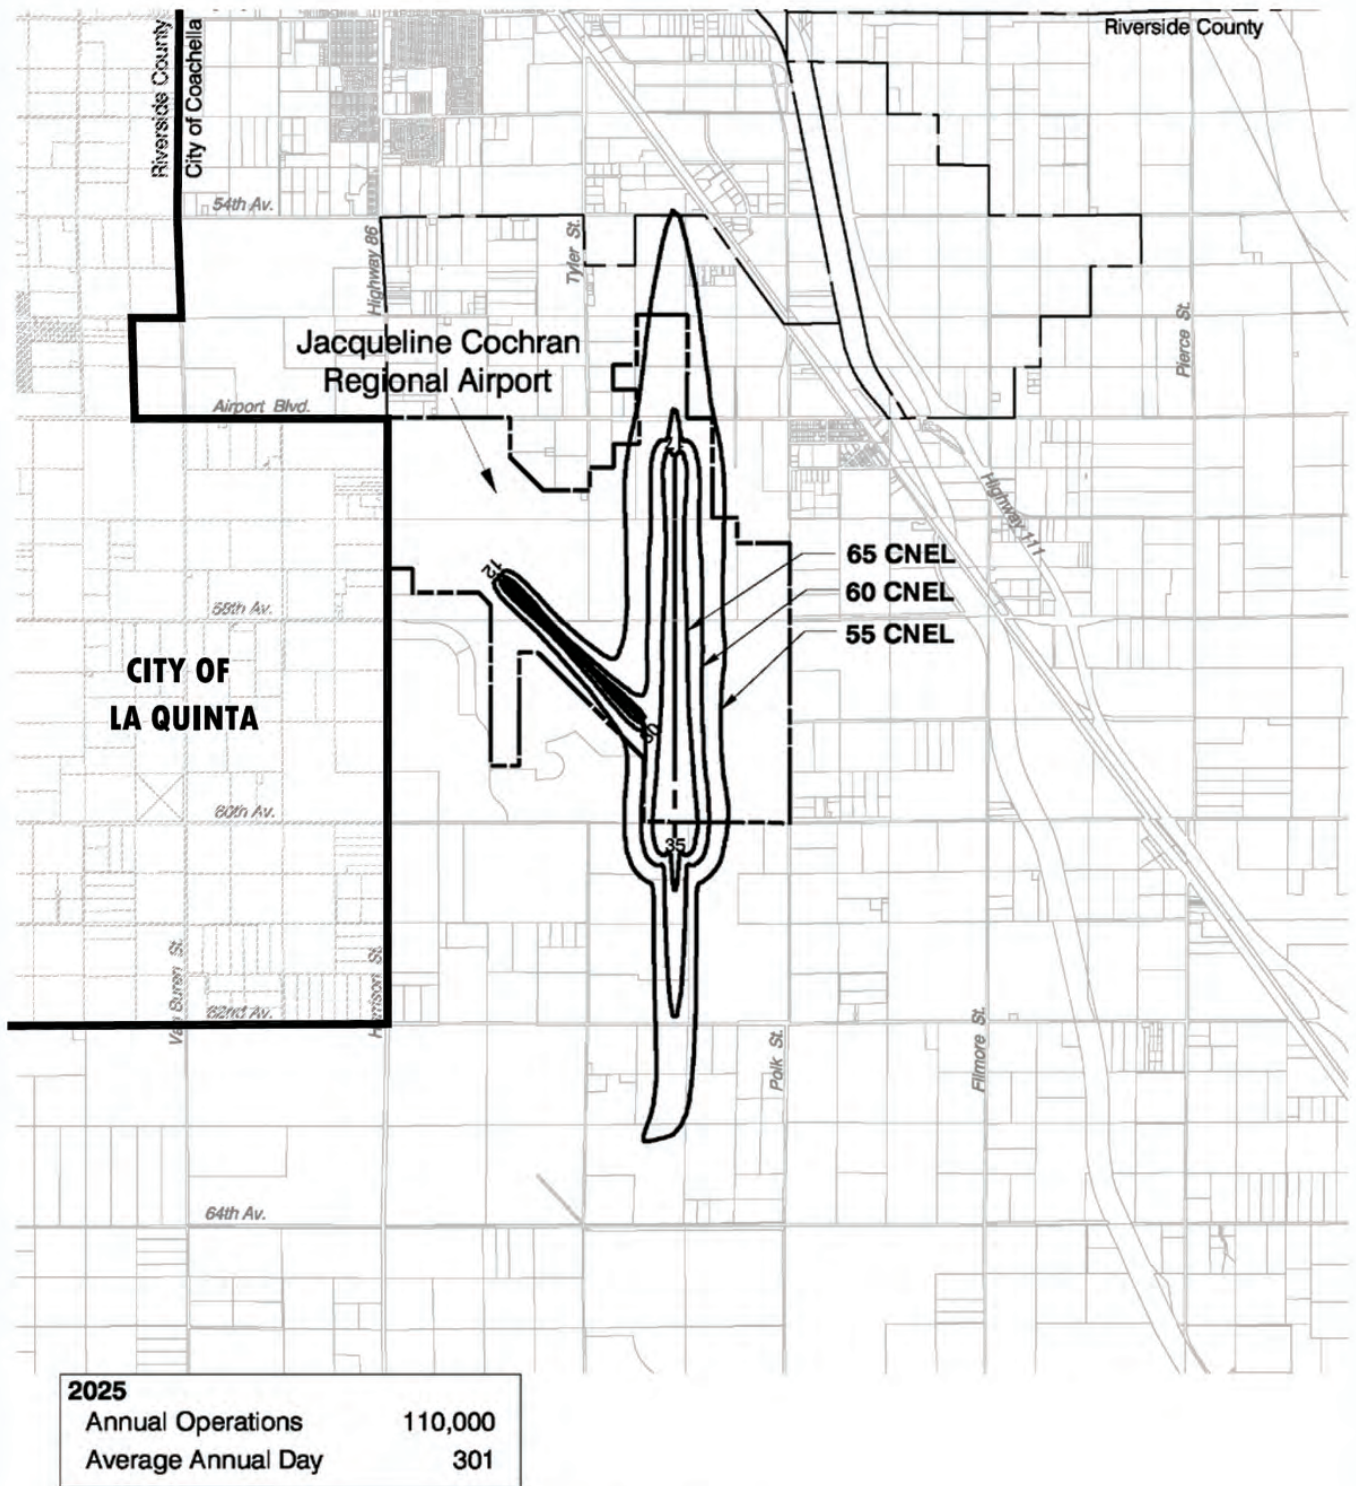 Riverside County
Riverside County
City of Coachella
54th Av.
Highway 86
Tyler St.
Pierce St.
Jacqueline Cochran
Regional Airport
Airport Blvd.
Highway 111
65 CNEL
60 CNEL
55 CNEL
12
30
58th Av.
CITY OF
LA QUINTA
60th Av.
35
Van Buren St.
Harrison St.
62nd Av.
Polk St.
Filmore St.
64th Av.
2025
Annual Operations 110,000
Average Annual Day 301